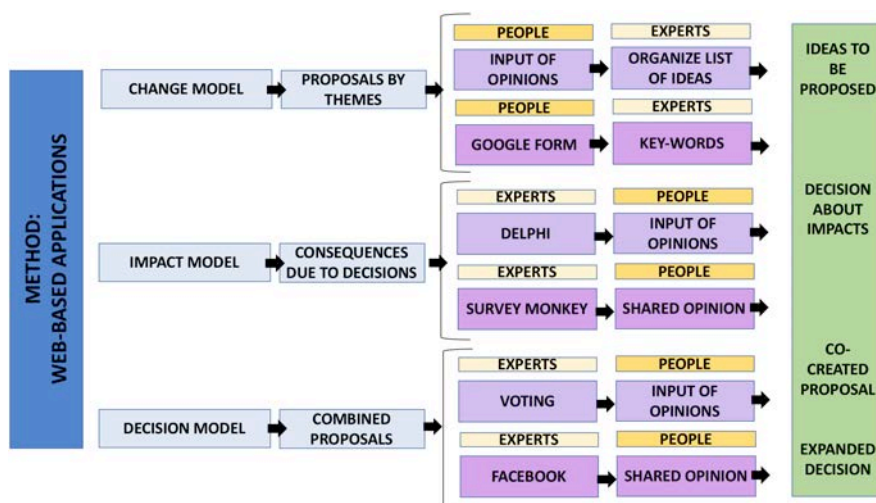 METHOD:
WEB-BASED APPLICATIONS
CHANGE MODEL
PROPOSALS BY
THEMES
PEOPLE
INPUT OF
OPINIONS
EXPERTS
ORGANIZE LIST
OF IDEAS
PEOPLE
GOOGLE FORM
EXPERTS
KEY-WORDS
IDEAS TO
BE
PROPOSED
IMPACT MODEL
CONSEQUENCES
DUE TO DECISIONS
EXPERTS
DELPHI
PEOPLE
INPUT OF
OPINIONS
EXPERTS
SURVEY MONKEY
PEOPLE
SHARED OPINION
DECISION
ABOUT
IMPACTS
DECISION MODEL
COMBINED
PROPOSALS
EXPERTS
VOTING
PEOPLE
INPUT OF
OPINIONS
EXPERTS
FACEBOOK
PEOPLE
SHARED OPINION
CO-
CREATED
PROPOSAL
EXPANDED
DECISION